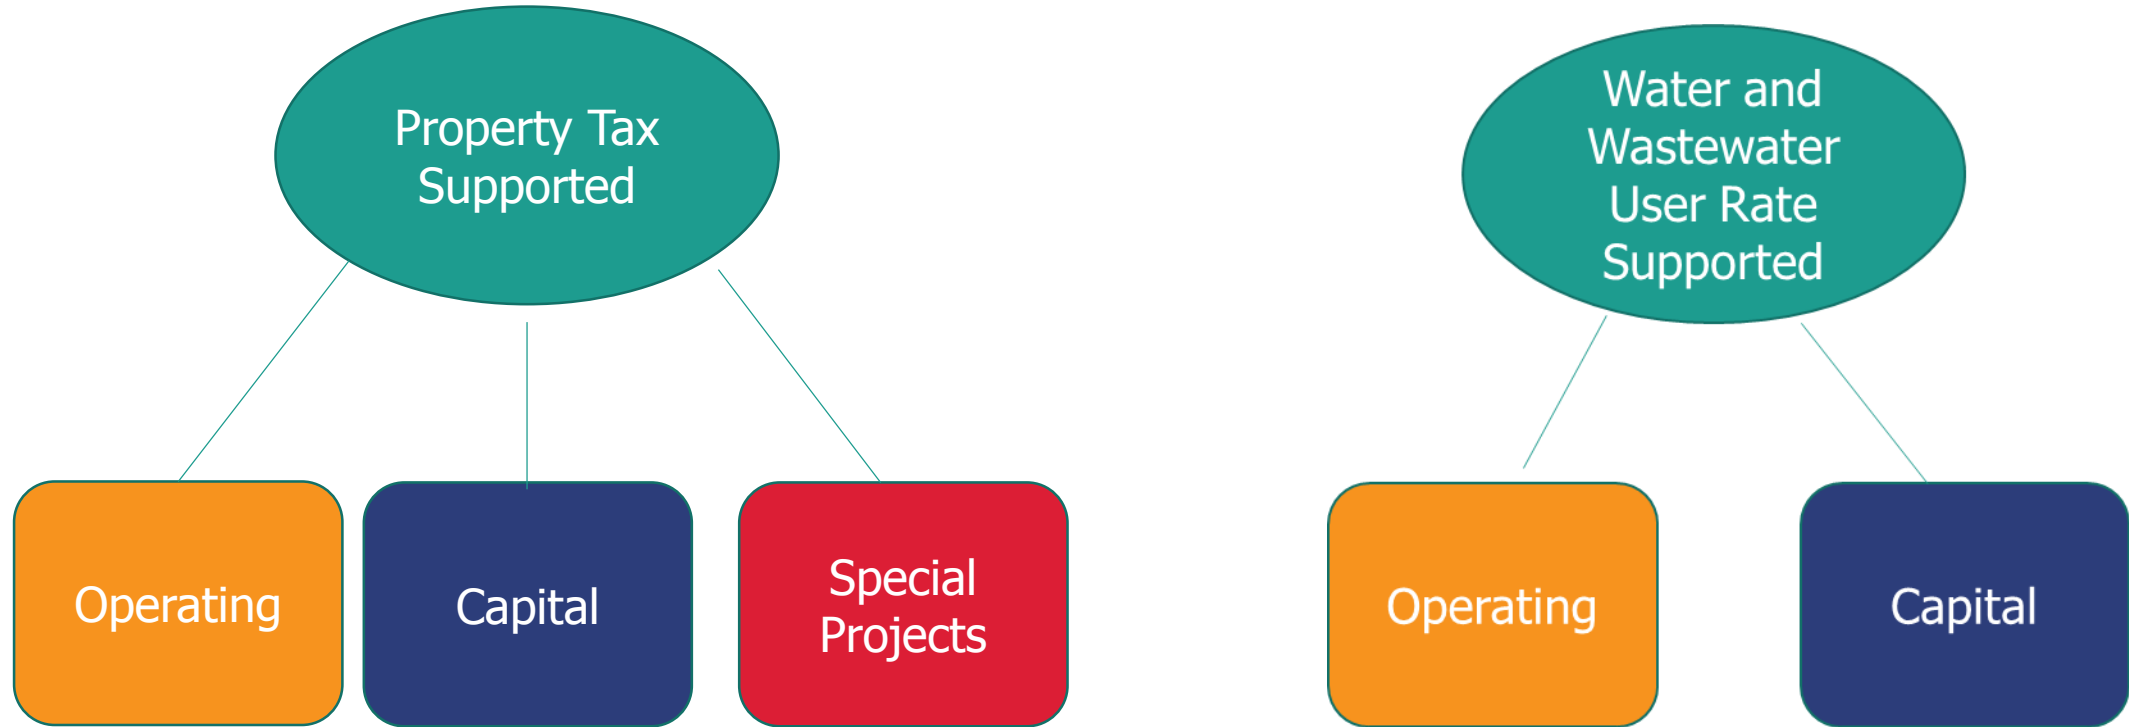 Property Tax
Supported
Water and
Wastewater
User Rate
Supported
Operating
Capital
Special
Projects
Operating
Capital